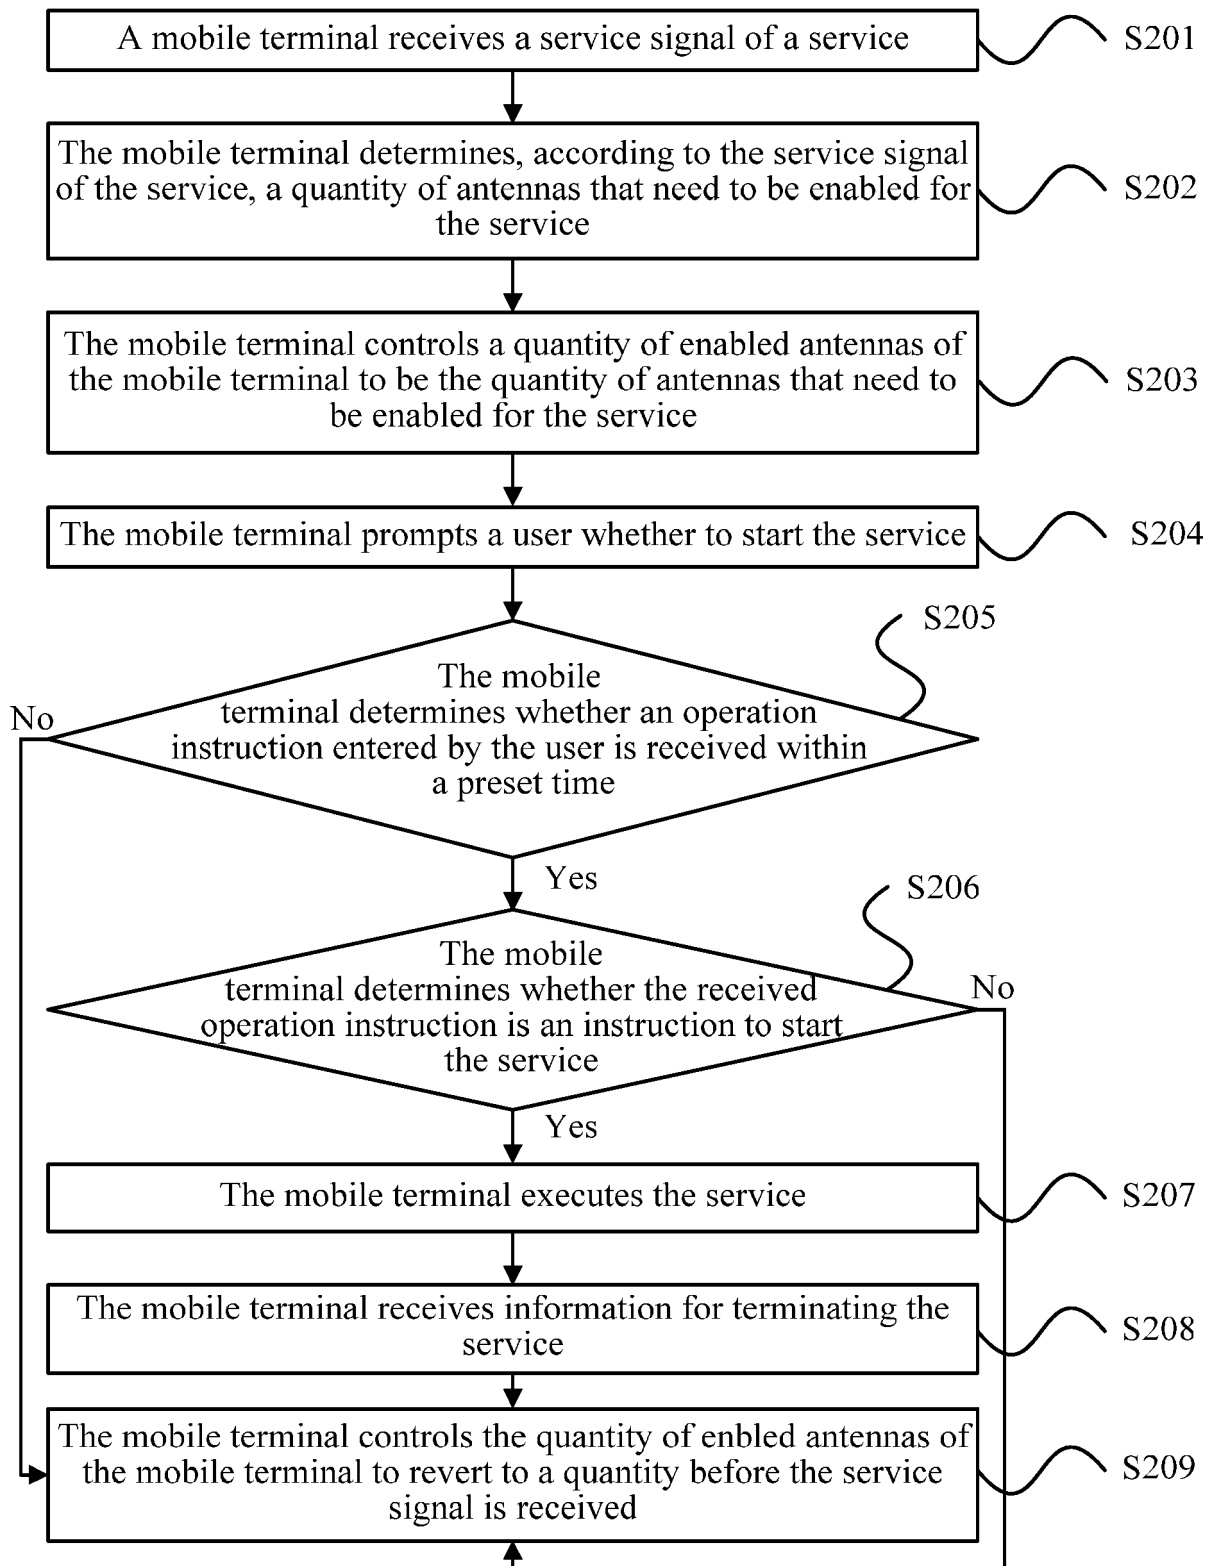 A mobile terminal receives a service signal of a service
S201
The mobile terminal determines, according to the service signal
of the service, a quantity of antennas that need to be enabled for
the service
S202
The mobile terminal controls a quantity of enabled antennas of
the mobile terminal to be the quantity of antennas that need to
be enabled for the service
S203
The mobile terminal prompts a user whether to start the service
S204
S205
The mobile
terminal determines whether an operation
instruction entered by the user is received within
a preset time
No
Yes
S206
The mobile
terminal determines whether the received
operation instruction is an instruction to start
the service
No
Yes
The mobile terminal executes the service
S207
The mobile terminal receives information for terminating the
service
S208
The mobile terminal controls the quantity of enbled antennas of
the mobile terminal to revert to a quantity before the service
signal is received
S209